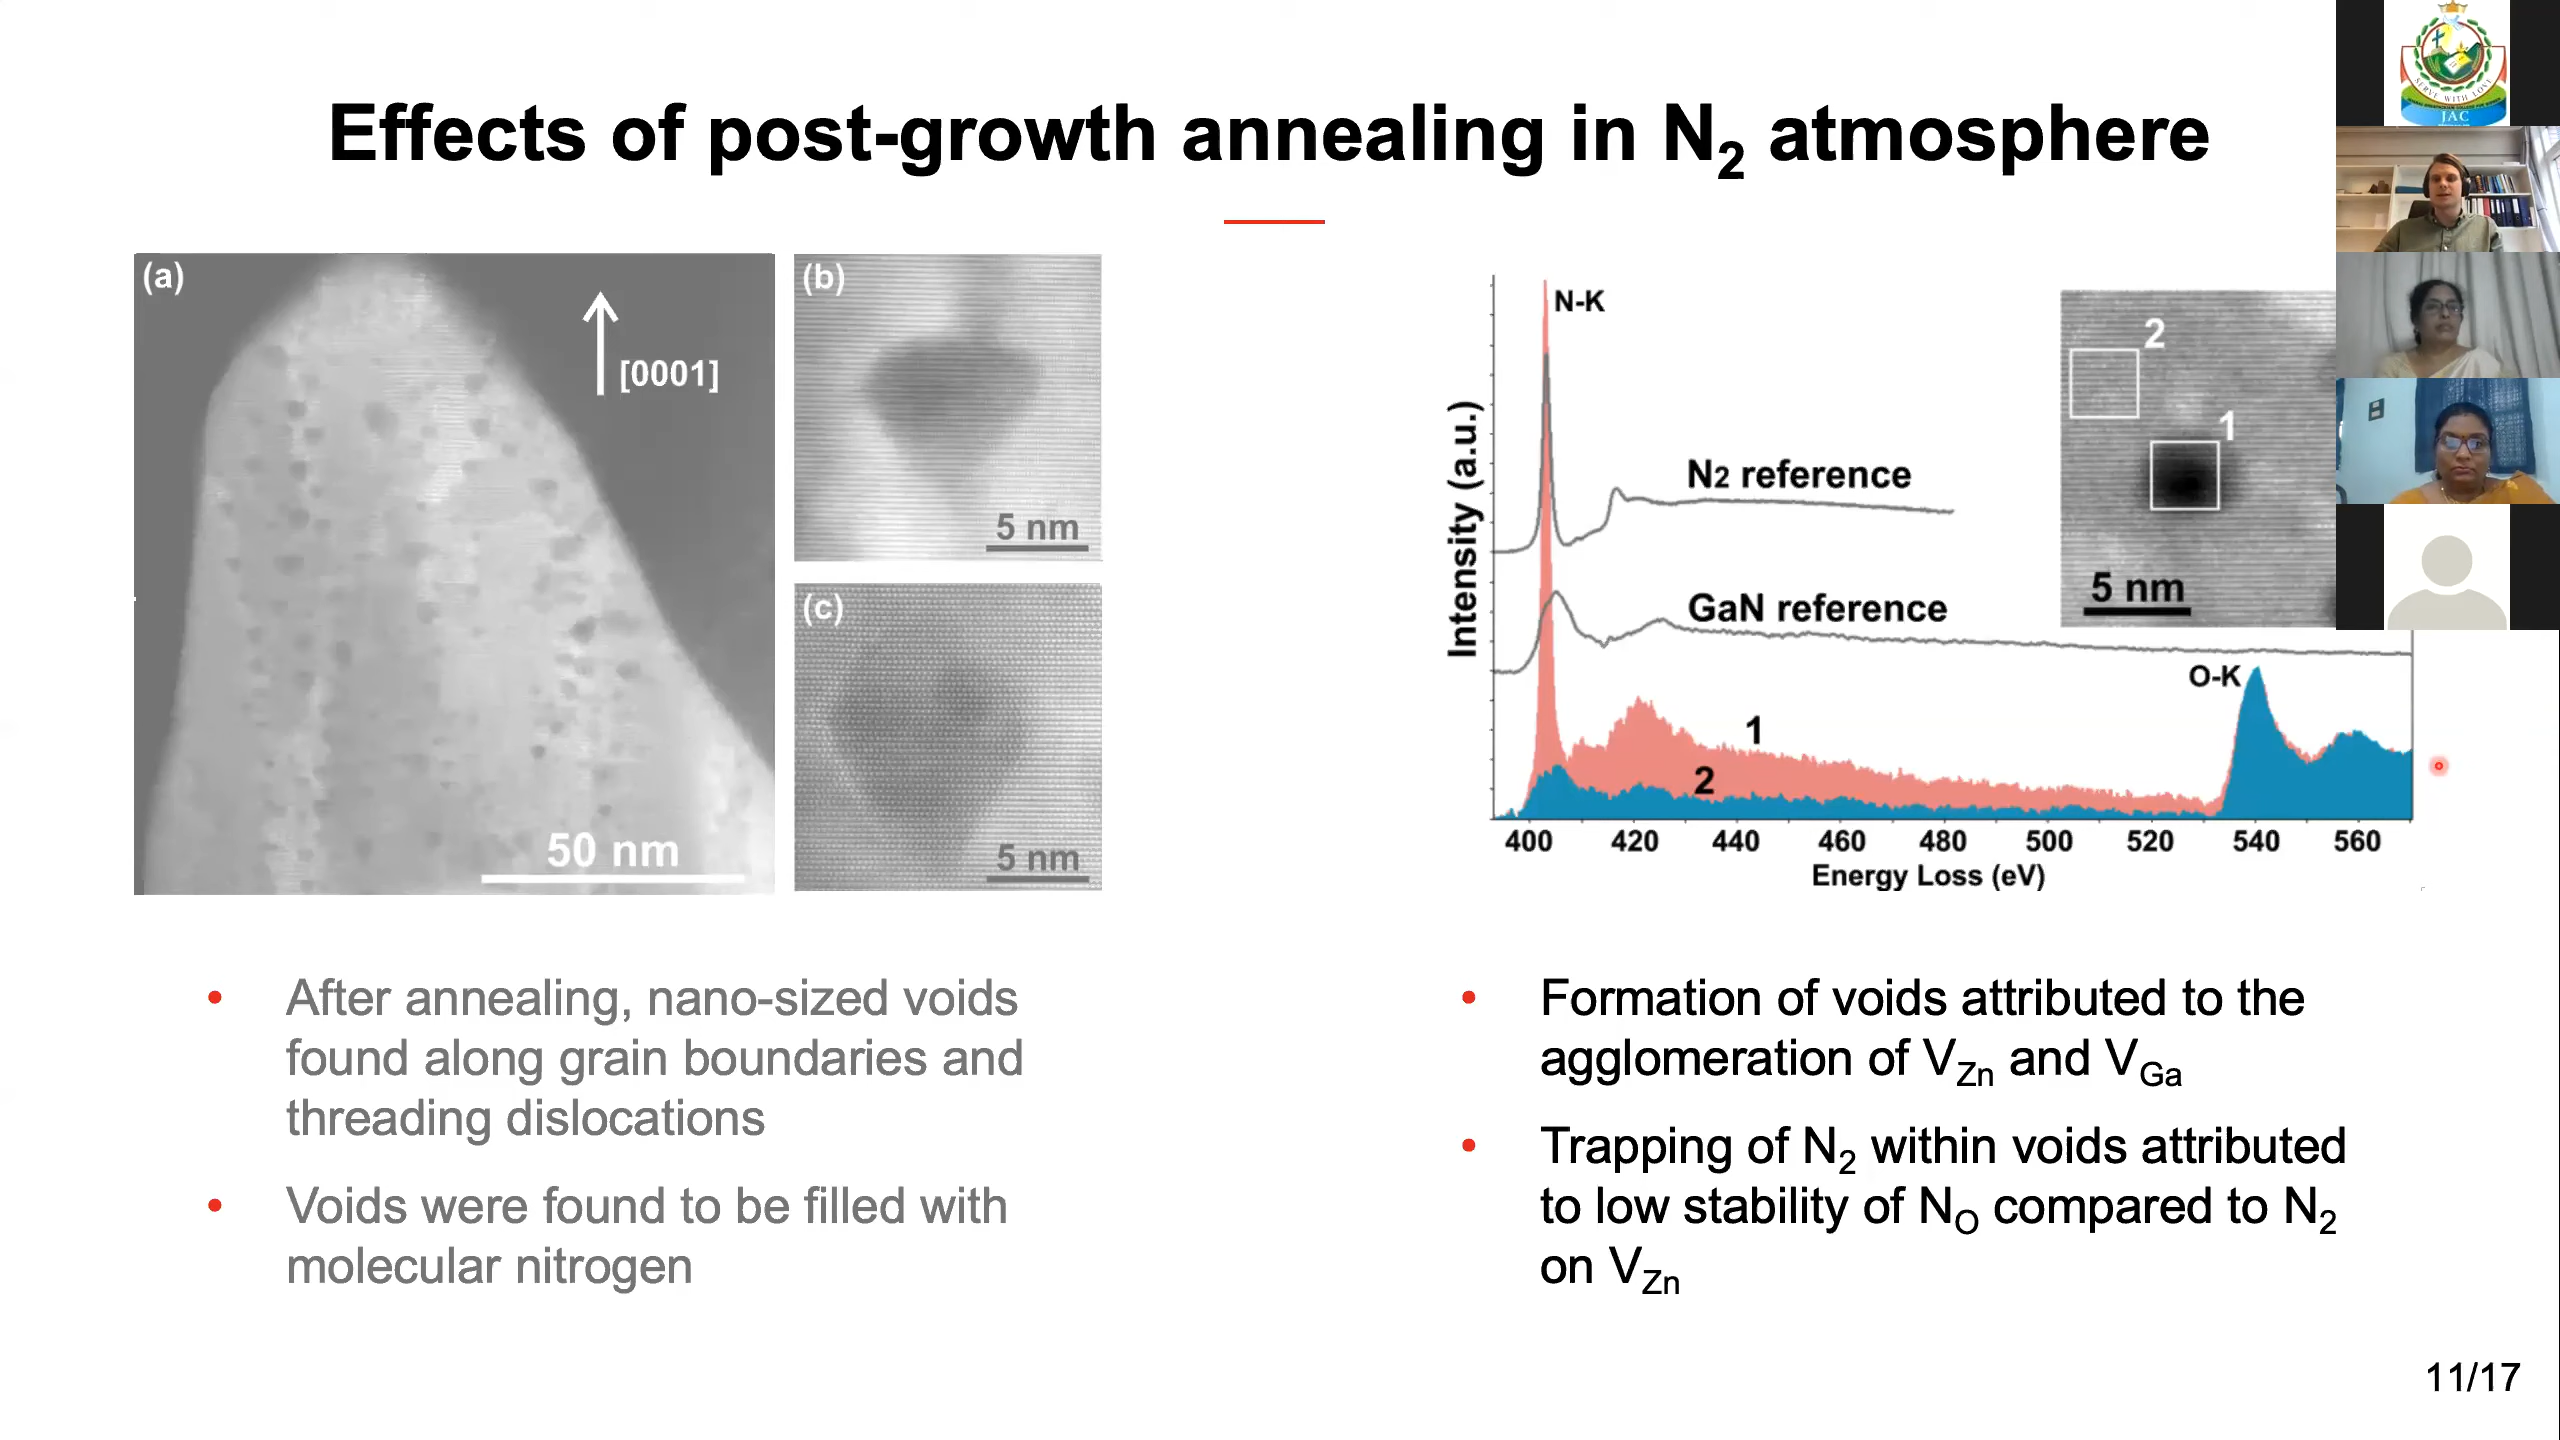 Effects of post-growth annealing in N2 atmosphere
(a)
[0001]
50 nm
(b)
5 nm
(c)
5 nm
Intensity (a.u.)
N-K
N2 reference
GaN reference
O-K
1
2
2
1
5 nm
400 420 440 460 480 500 520 540 560
Energy Loss (eV)
• After annealing, nano-sized voids
found along grain boundaries and
threading dislocations
• Voids were found to be filled with
molecular nitrogen
• Formation of voids attributed to the
agglomeration of VZn and VGa
• Trapping of N2 within voids attributed
to low stability of NO compared to N2
on VZn
11/17
SERVE WITH LOVE
JAC